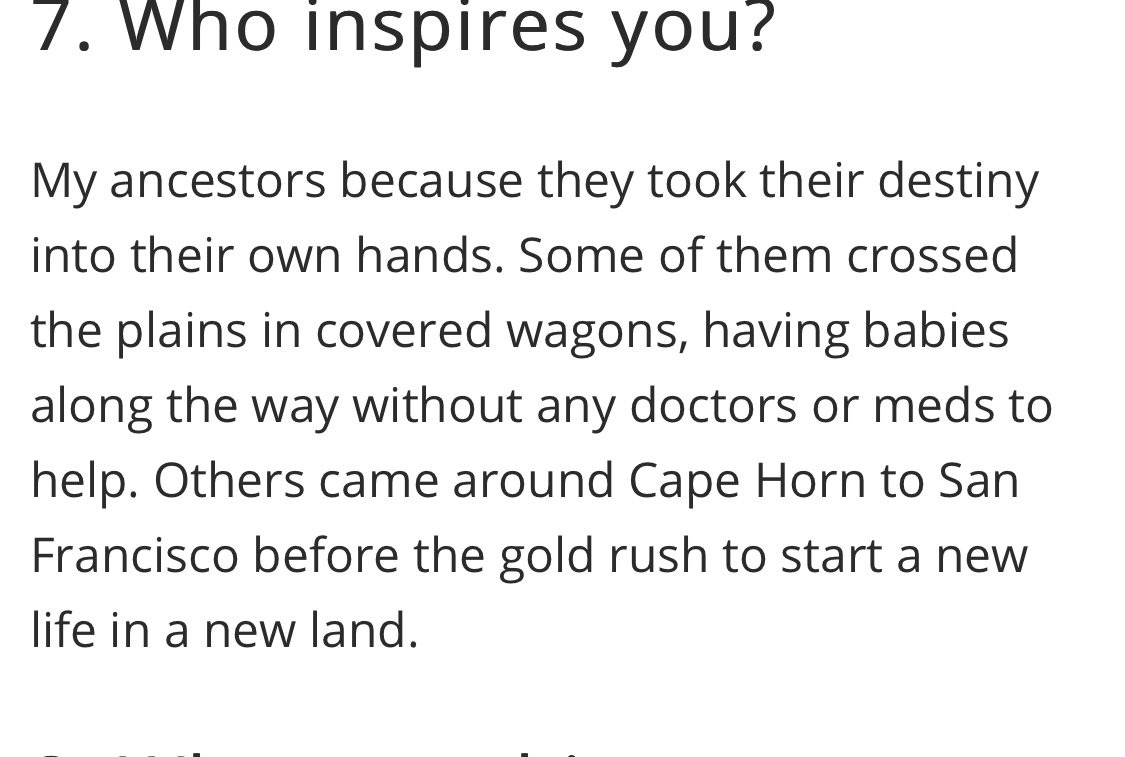 7. Who inspires you?
My ancestors because they took their destiny
into their own hands. Some of them crossed
the plains in covered wagons, having babies
along the way without any doctors or meds to
help. Others came around Cape Horn to San
Francisco before the gold rush to start a new
life in a new land.